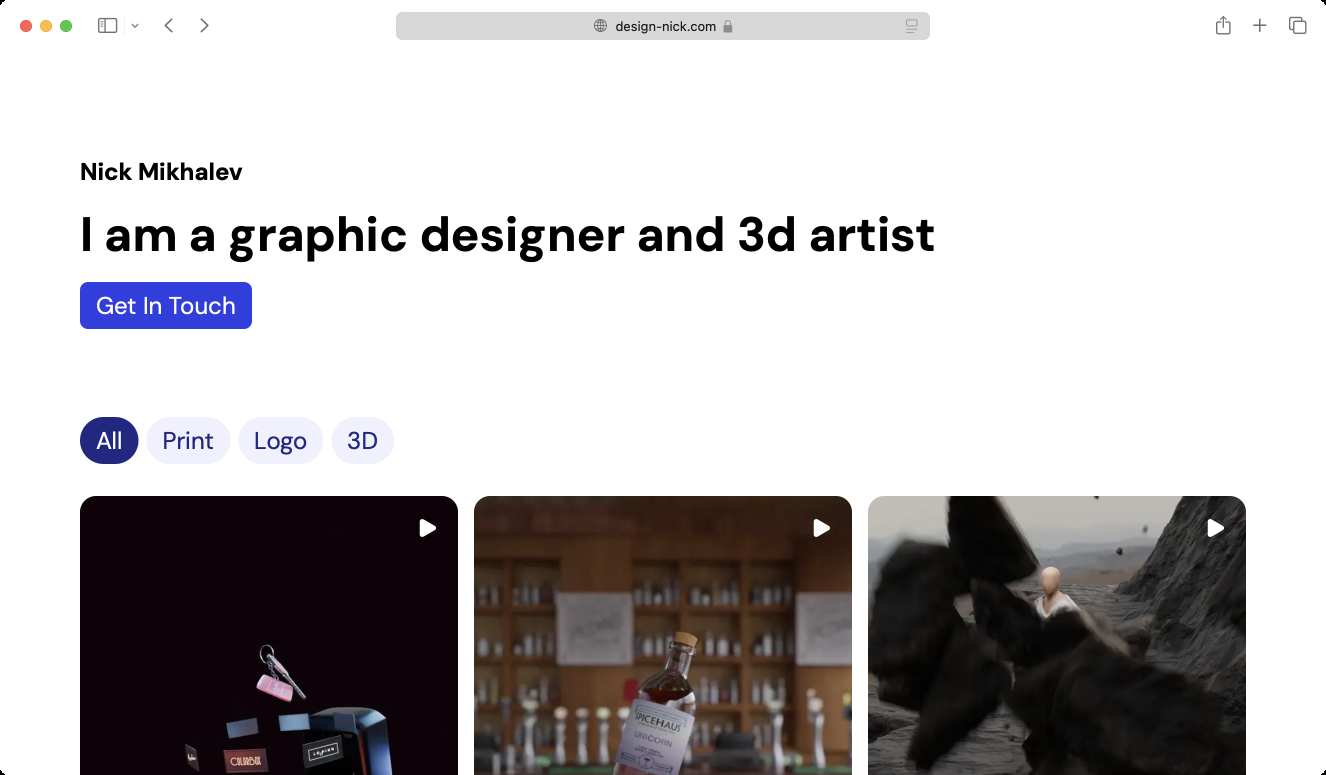 design-nick.com
Nick Mikhalev
I am a graphic designer and 3d artist
Get In Touch
All Print Logo 3D
SPICEHAUS
UNICORN
COLORBOX